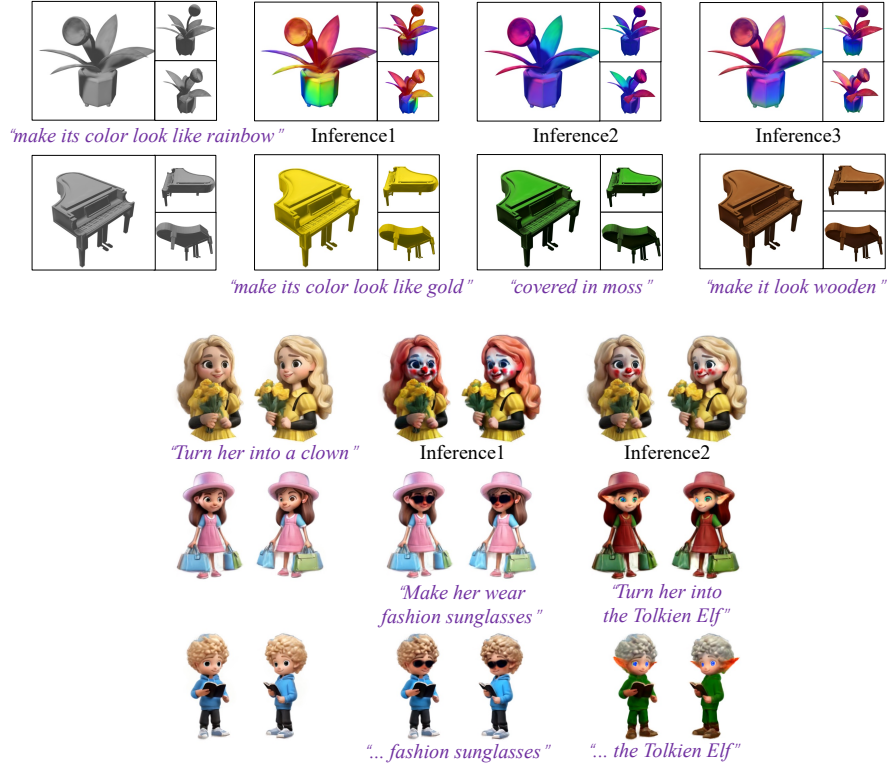 “make its color look like rainbow” Inference1 Inference2 Inference3
“make its color look like gold” “covered in moss” “make it look wooden”
“Turn her into a clown” Inference1 Inference2
“Make her wear “Turn her into
fashion sunglasses” the Tolkien Elf”
“... fashion sunglasses” “... the Tolkien Elf”